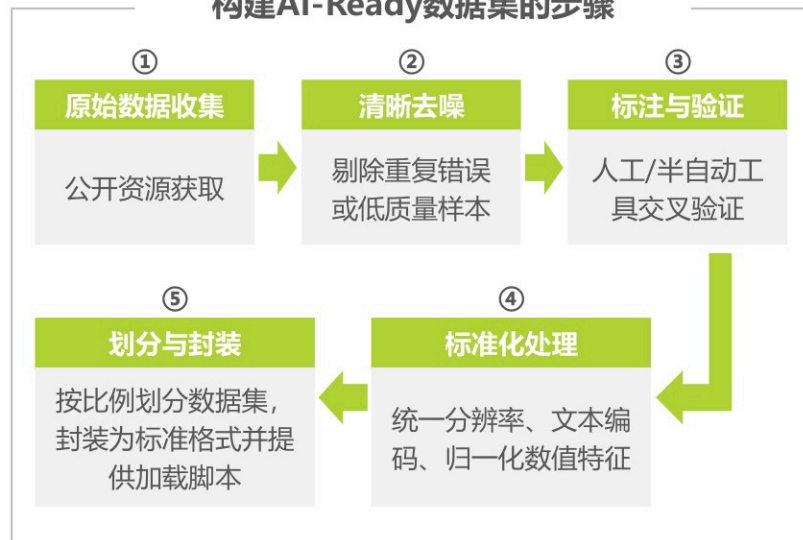 构建AI-Ready数据集的步骤
①
原始数据收集
公开资源获取
②
清晰去噪
剔除重复错误
或低质量样本
③
标注与验证
人工/半自动工
具交叉验证
④
标准化处理
统一分辨率、文本编
码、归一化数值特征
⑤
划分与封装
按比例划分数据集，
封装为标准格式并提
供加载脚本